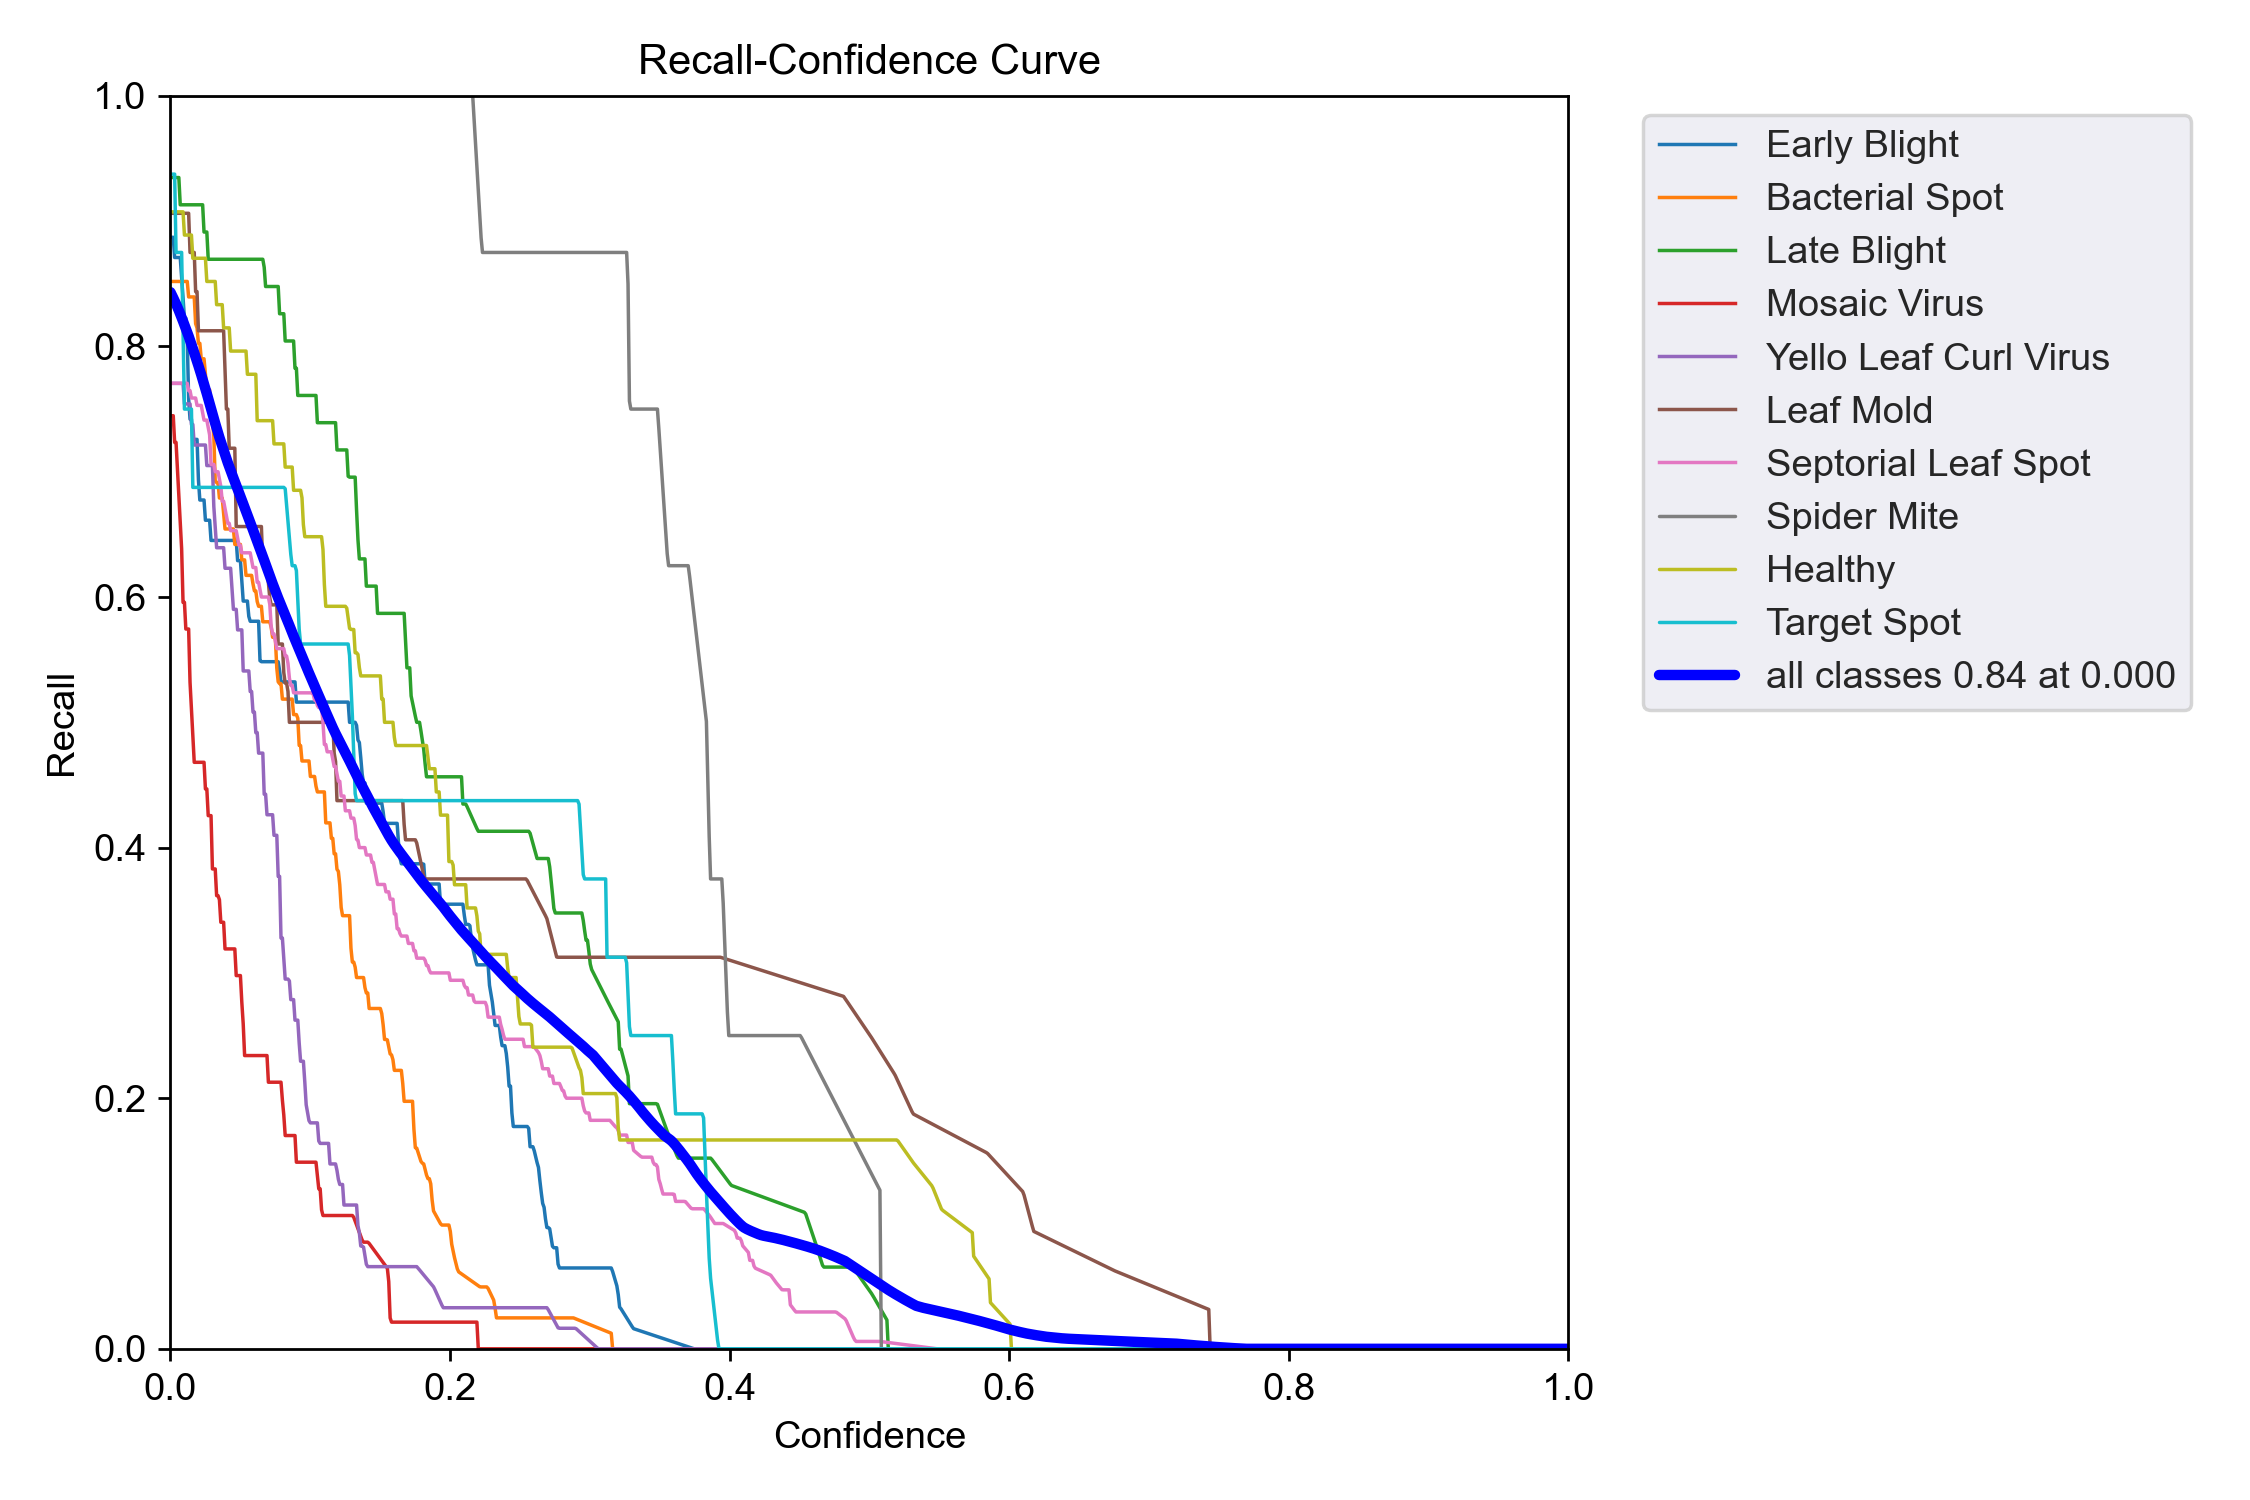 Recall-Confidence Curve
1.0
0.8
0.6
0.4
0.2
0.0
Recall
0.0 0.2 0.4 0.6 0.8 1.0
Confidence
Early Blight
Bacterial Spot
Late Blight
Mosaic Virus
Yello Leaf Curl Virus
Leaf Mold
Septorial Leaf Spot
Spider Mite
Healthy
Target Spot
all classes 0.84 at 0.000